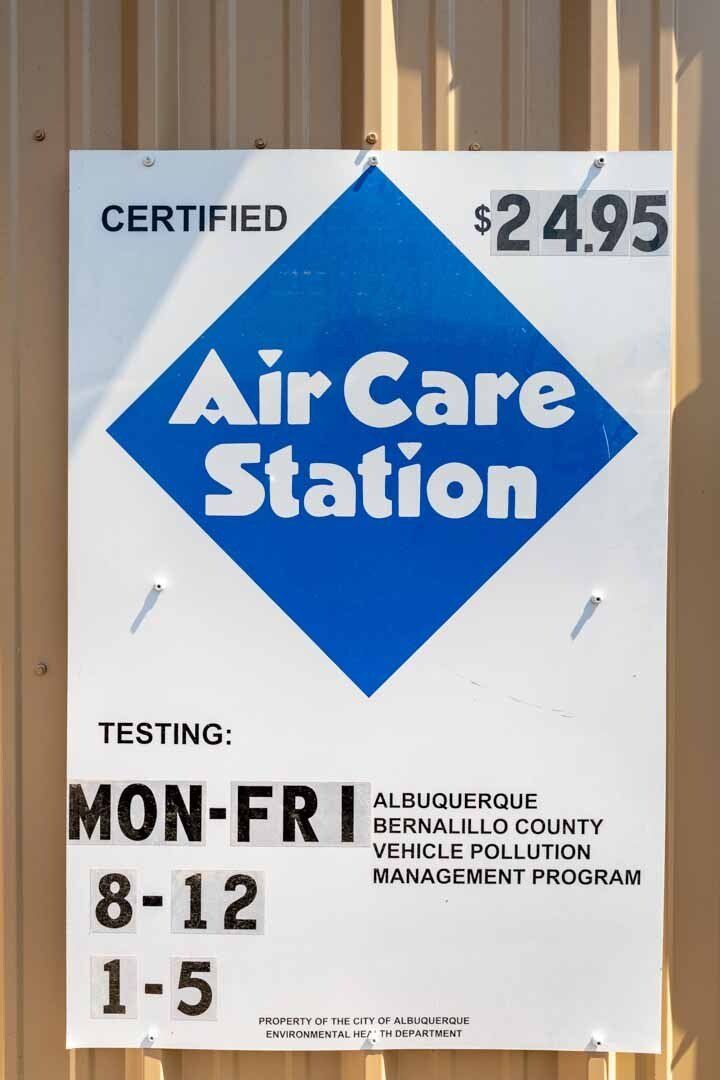 CERTIFIED
$24.95
Air Care
Station
TESTING:
MON-FRI
ALBUQUERQUE
BERNALILLO COUNTY
VEHICLE POLLUTION
MANAGEMENT PROGRAM
8-12
1-5
PROPERTY OF THE CITY OF ALBUQUERQUE
ENVIRONMENTAL HEALTH DEPARTMENT